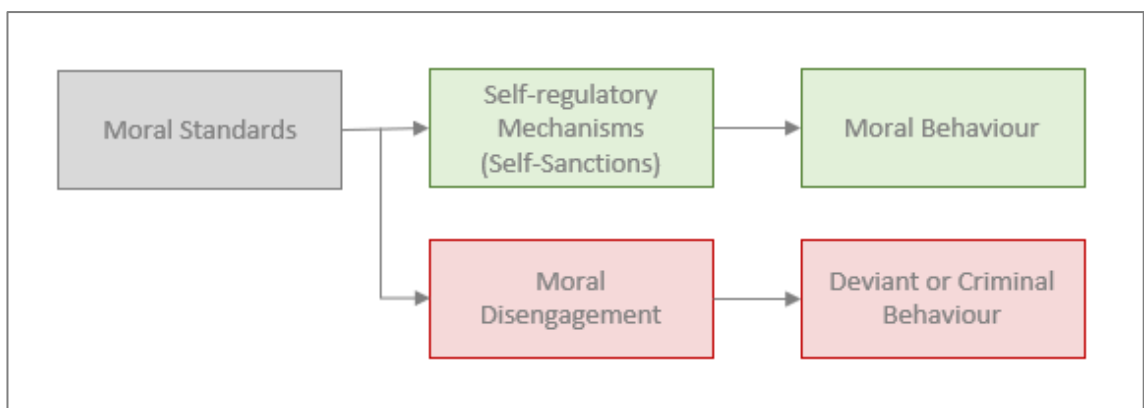 Moral Standards
Self-regulatory
Mechanisms
(Self-Sanctions)
Moral Behaviour
Moral
Disengagement
Deviant or Criminal
Behaviour